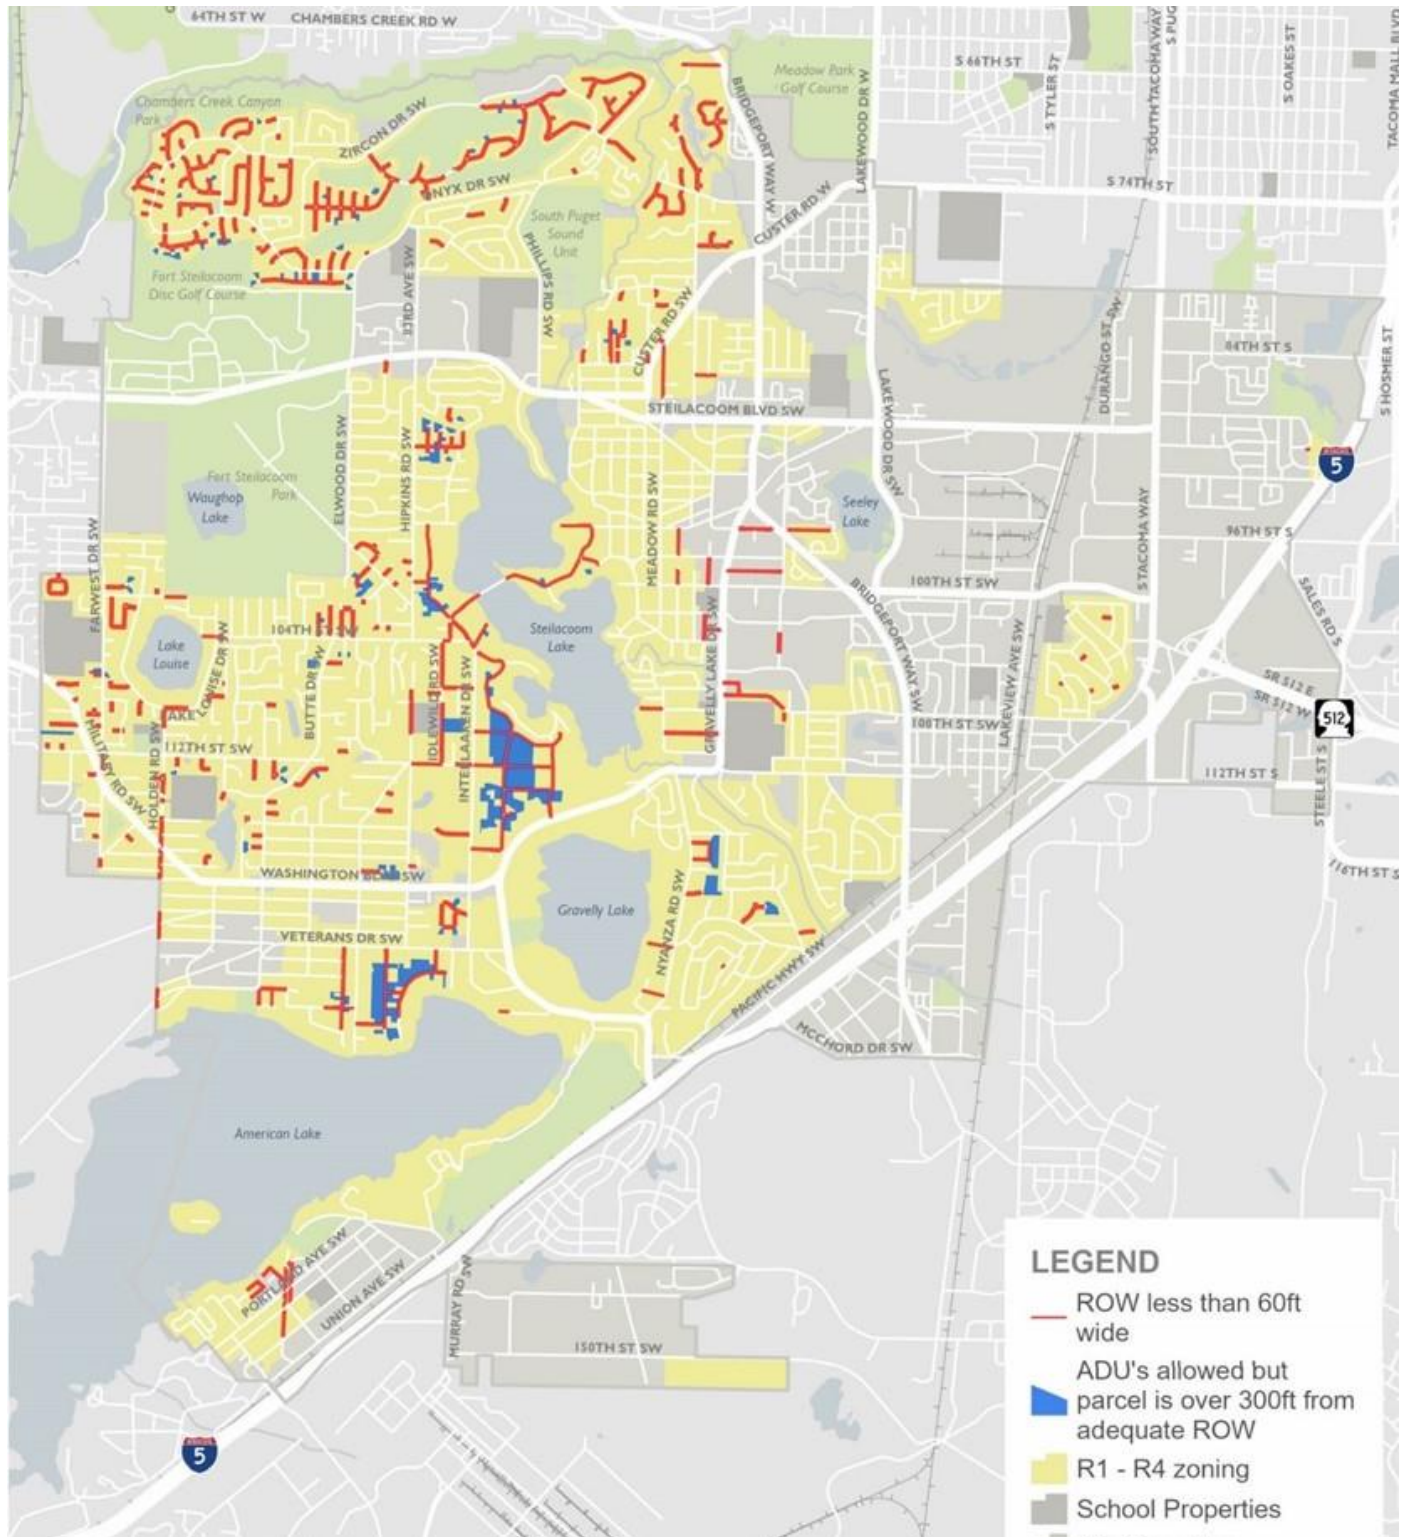 64TH ST W
CHAMBERS CREEK RD W
S 66TH ST
S TYLER ST
SOUTH TACOMA WAY
S PUG
S OAKES ST
TACOMA MALL BLVD
Meadow Park
Golf Course
BRIDGEPORT WAY W
LAKEWOOD DR W
Chambers Creek Canyon
Park
ZIRCON DR SW
ONYX DR SW
S 74TH ST
CUSTER RD W
South Puget
Sound
Unit
PHILLIPS RD SW
83RD AVE SW
Fort Steilacoom
Disc Golf Course
CUSTER RD SW
DURANGO ST SW
84TH ST S
S HOSMER ST
STEILACOOM BLVD SW
LAKEWOOD DR SW
ELWOOD DR SW
HIPKINS RD SW
Fort Steilacoom
Park
Waughop
Lake
MEADOW RD SW
Seeley
Lake
5
S TACOMA WAY
96TH ST S
FARWEST DR SW
100TH ST SW
BRIDGEPORT WAY SW
SALES RD S
104TH ST SW
Lake
Louise
LOUISE DR SW
LAKE
Steilacoom
Lake
BUTTE DR SW
IDLEWILD RD SW
INTERLAAKEN DR SW
GRAVELLY LAKE DR SW
LAKEVIEW AVE SW
SR 512 E
SR 512 W
512
108TH ST SW
MILITARY RD SW
HOLDEN RD SW
112TH ST SW
112TH ST S
STEELE ST S
116TH ST S
WASHINGTON BLVD SW
Gravelly Lake
NYANZA RD SW
VETERANS DR SW
PACIFIC HWY SW
MCCHORD DR SW
American Lake
PORTLAND AVE SW
UNION AVE SW
MURRAY RD SW
150TH ST SW
5
LEGEND
ROW less than 60ft
wide
ADU's allowed but
parcel is over 300ft from
adequate ROW
R1 - R4 zoning
School Properties